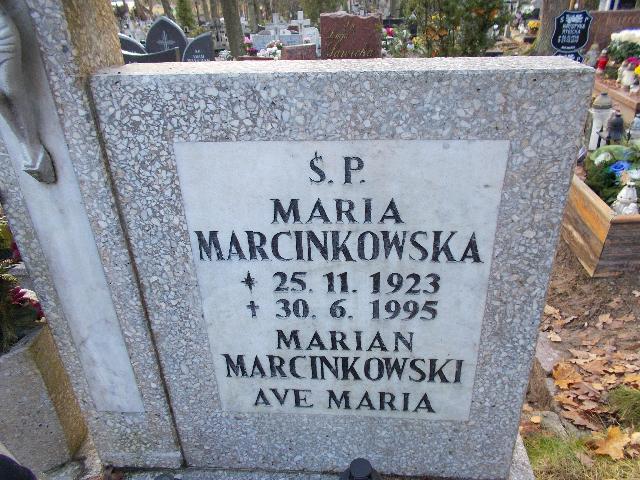 Ś. P.
MARIA
MARCINKOWSKA
* 25. 11. 1923
† 30. 6. 1995
MARIAN
MARCINKOWSKI
AVE MARIA